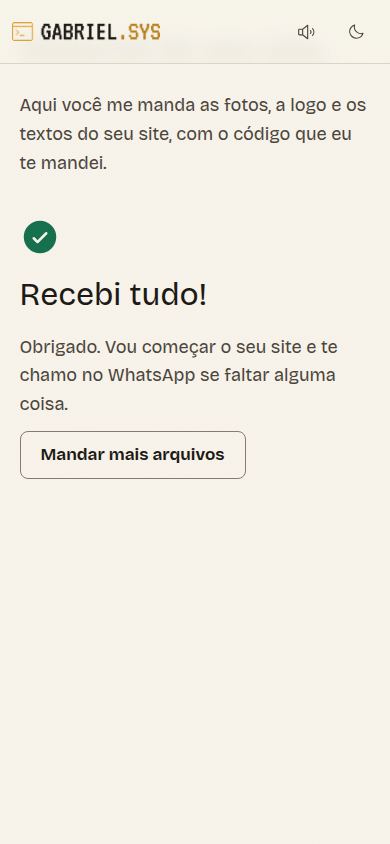 GABRIEL.SYS
Aqui você me manda as fotos, a logo e os
textos do seu site, com o código que eu
te mandei.
Recebi tudo!
Obrigado. Vou começar o seu site e te
chamo no WhatsApp se faltar alguma
coisa.
Mandar mais arquivos